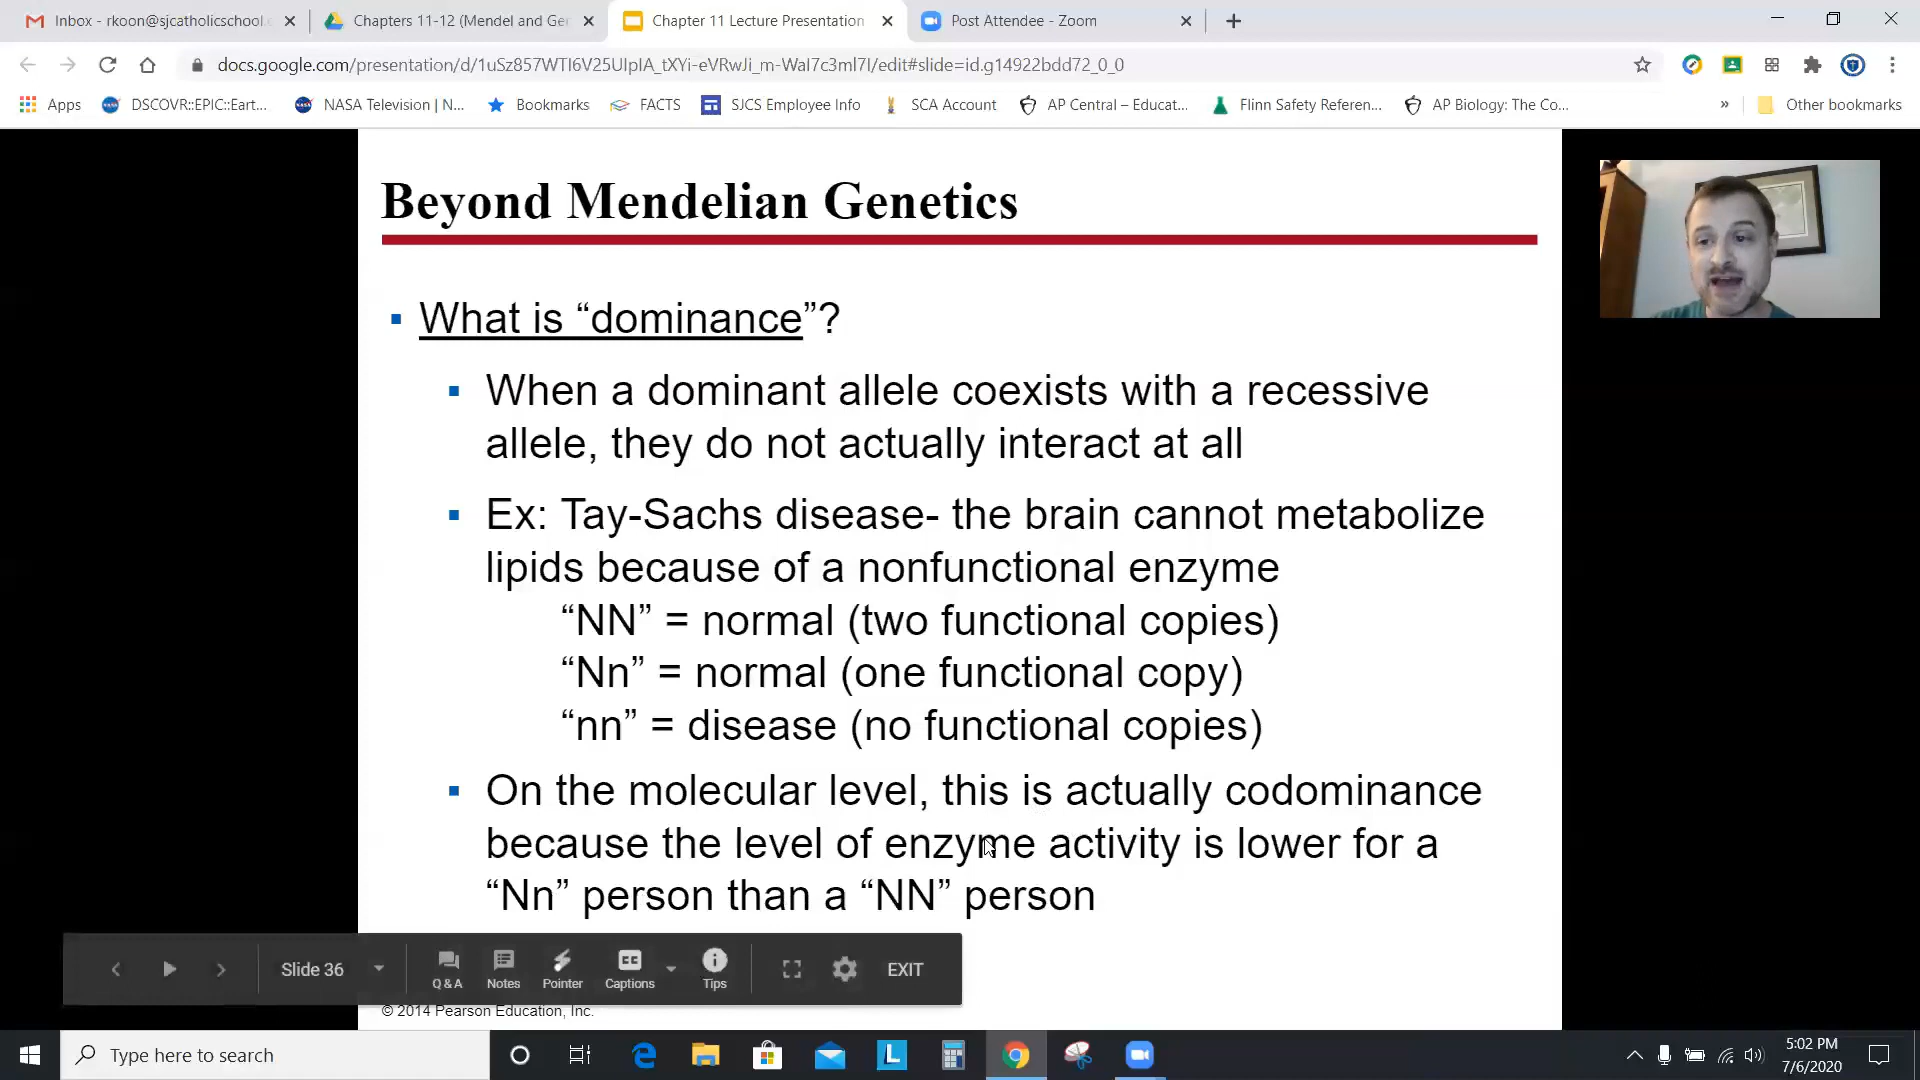 Inbox - rkoon@sjcatholicschool.
Chapters 11-12 (Mendel and Ge
Chapter 11 Lecture Presentation
Post Attendee - Zoom
docs.google.com/presentation/d/1uSz857WTI6V25UIpIA_tXYi-eVRwJi_m-WaI7c3ml7I/edit#slide=id.g14922bdd72_0_0
Apps
DSCOVR::EPIC::Eart...
NASA Television | N...
Bookmarks
FACTS
SJCS Employee Info
SCA Account
AP Central – Educat...
Flinn Safety Referen...
AP Biology: The Co...
»
Other bookmarks
Beyond Mendelian Genetics
What is “dominance”?
When a dominant allele coexists with a recessive
allele, they do not actually interact at all
Ex: Tay-Sachs disease- the brain cannot metabolize
lipids because of a nonfunctional enzyme
“NN” = normal (two functional copies)
“Nn” = normal (one functional copy)
“nn” = disease (no functional copies)
On the molecular level, this is actually codominance
because the level of enzyme activity is lower for a
“Nn” person than a “NN” person
Slide 36
Q & A
Notes
Pointer
CC
Captions
Tips
EXIT
© 2014 Pearson Education, Inc.
Type here to search
L
5:02 PM
7/6/2020